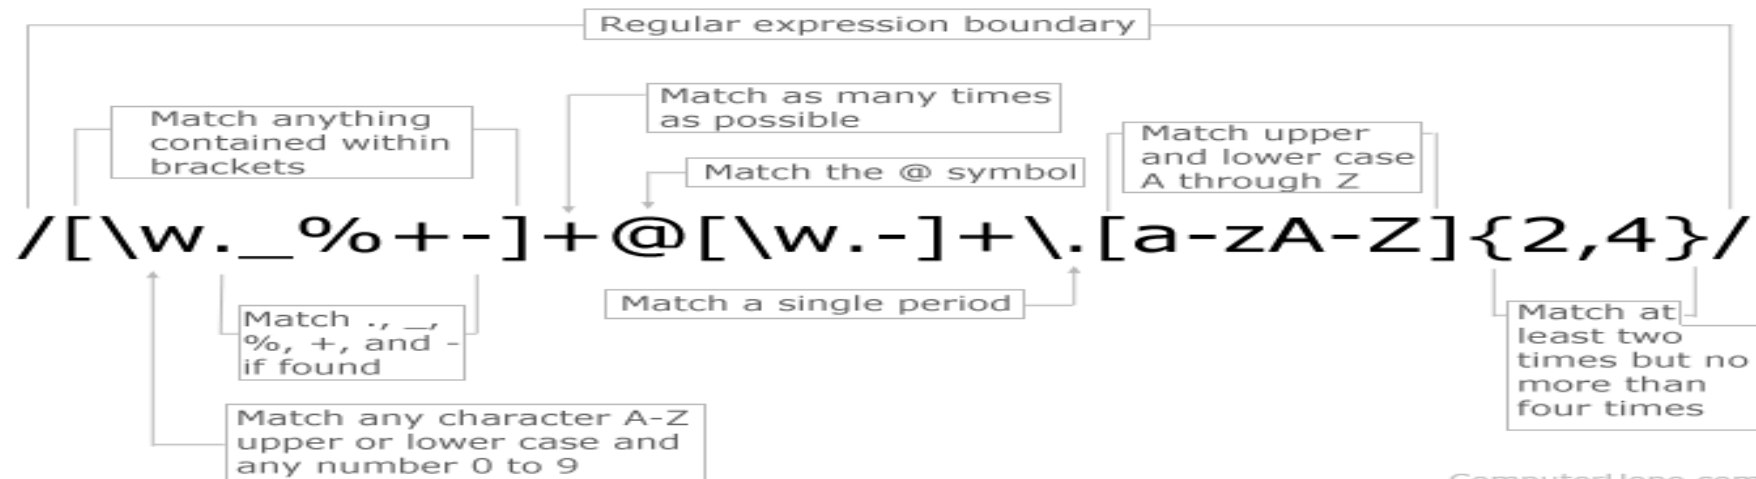 Regular expression boundary
Match as many times
as possible
Match anything
contained within
brackets
Match upper
and lower case
A through Z
Match the @ symbol
/[\w._%+-]+@[\w.-]+\.[a-zA-Z]{2,4}/
Match a single period
Match ., _,
%, +, and -
if found
Match at
least two
times but no
more than
four times
Match any character A-Z
upper or lower case and
any number 0 to 9